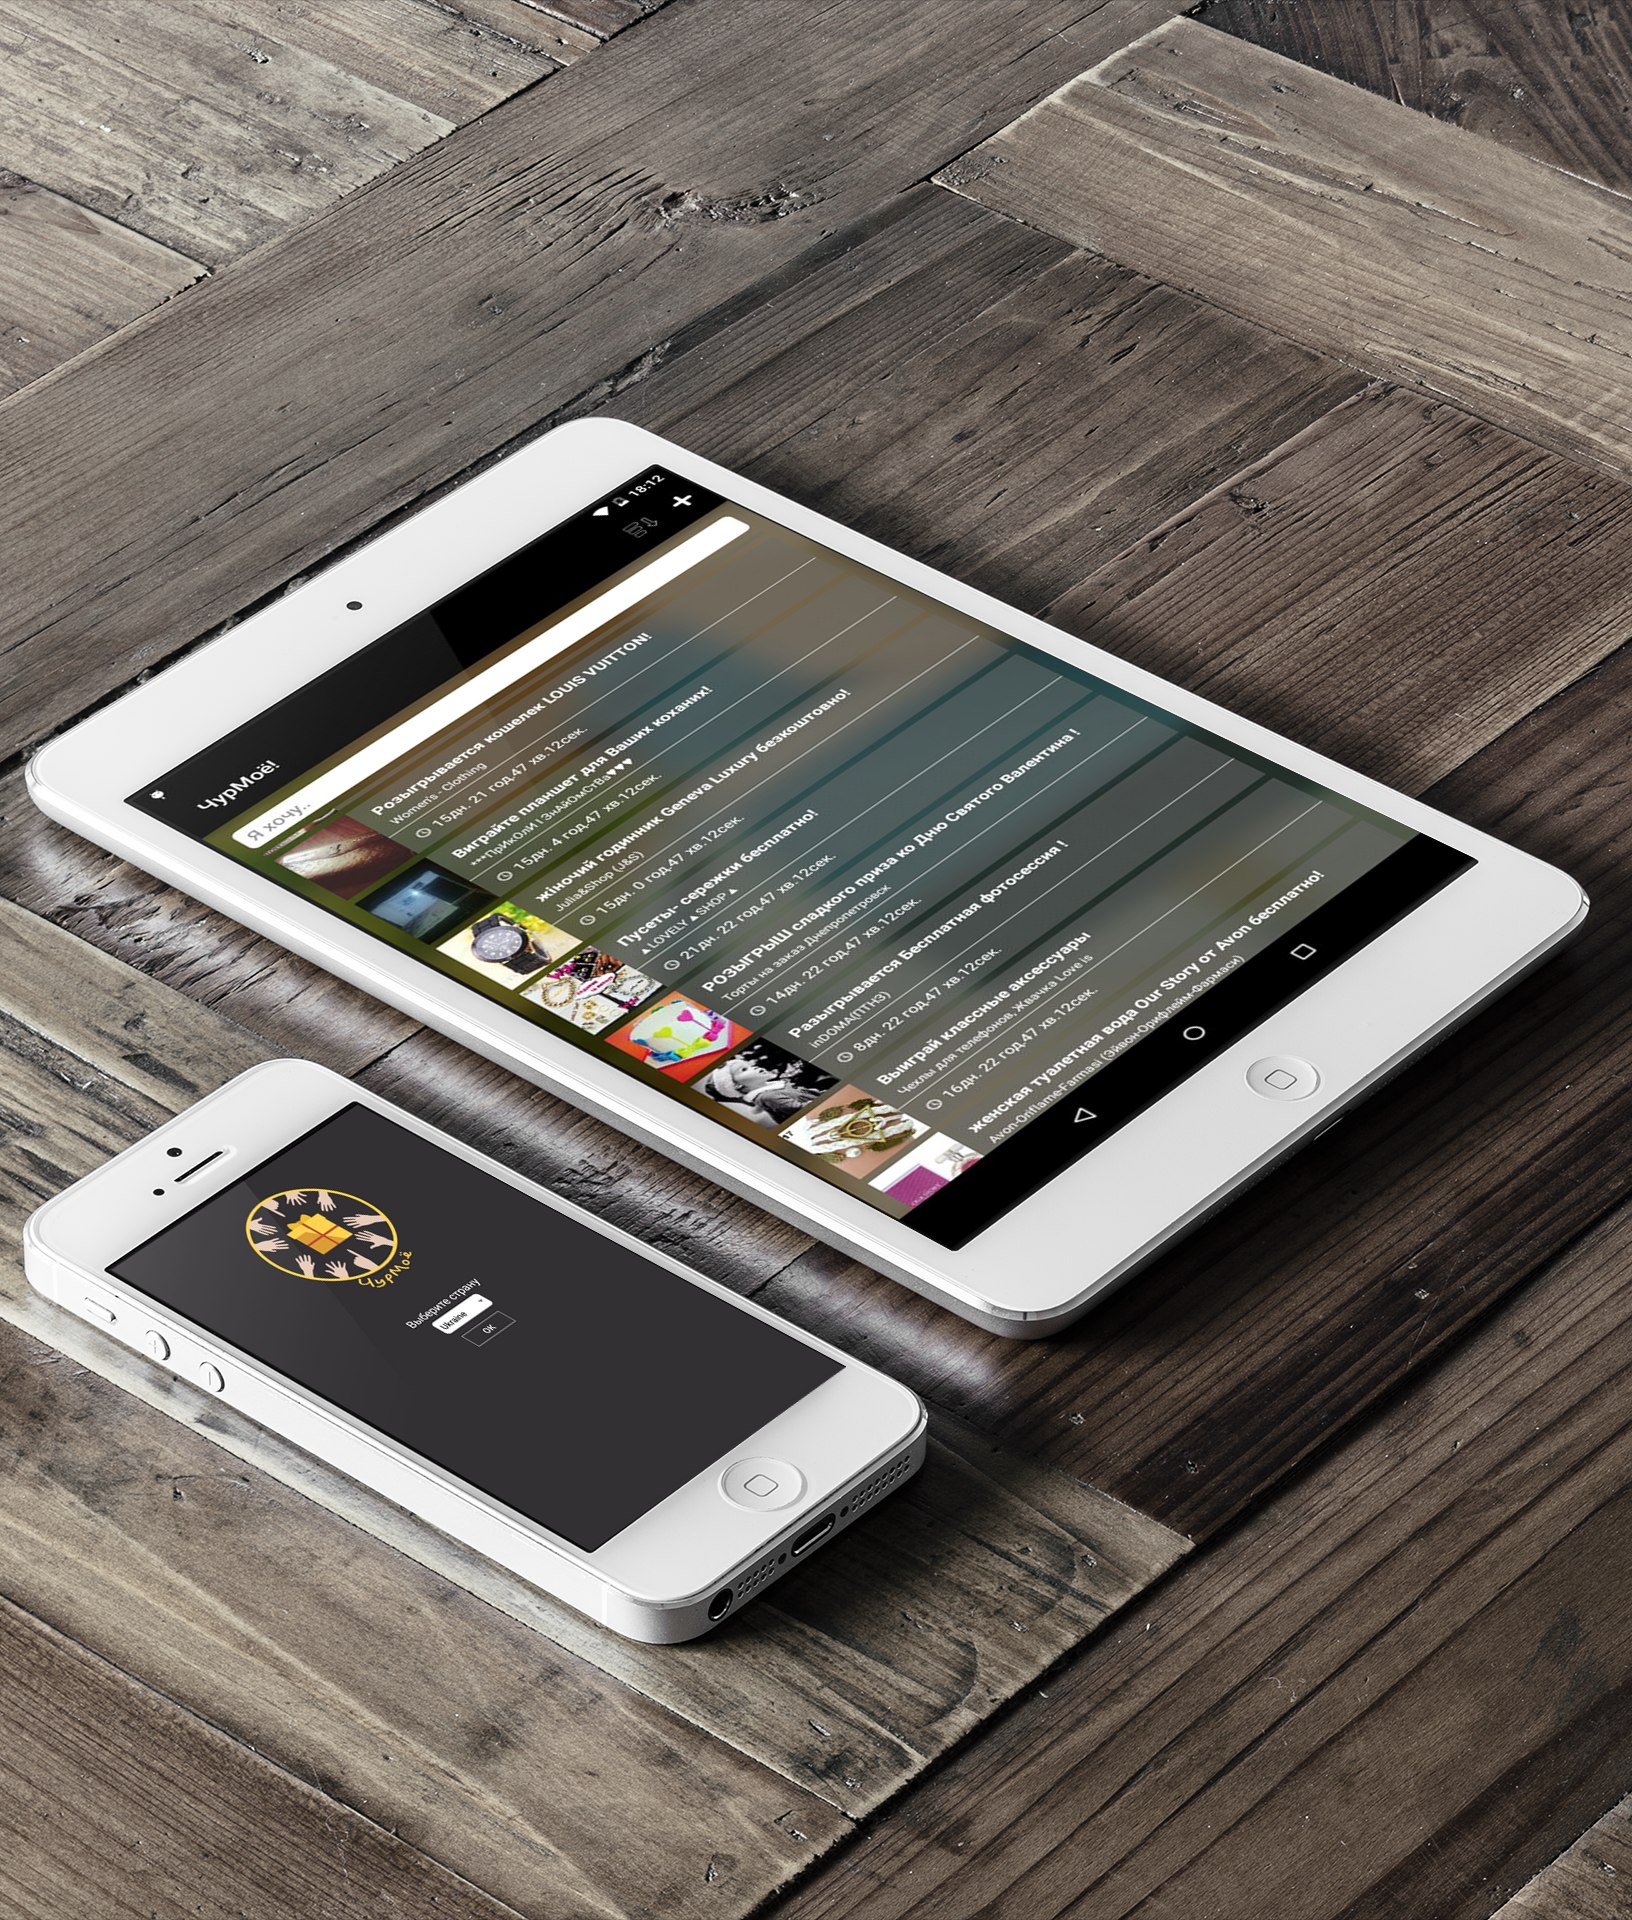 18:12
ЧурМоё!
Я хочу..
Розыгрывается кошелек LOUIS VUITTON!
Women's - Clothing
15дн. 21 год.47 хв.12сек.
Виграйте планшет для Ваших коханих!
•••ПрИкОлИ І ЗнАйОмСтВа♥♥♥
15дн. 4 год.47 хв.12сек.
жіночий годинник Geneva Luxury безкоштовно!
Julia&Shop (J&S)
15дн. 0 год.47 хв.12сек.
Пусеты- сережки бесплатно!
▲LOVELY▲SHOP▲
21дн. 22 год.47 хв.12сек.
РОЗЫГРЫШ сладкого приза ко Дню Святого Валентина !
Торты на заказ Днепропетровск
14дн. 22 год.47 хв.12сек.
Разыгрывается Бесплатная фотосессия !
inDOMA(ПТНЗ)
8дн. 22 год.47 хв.12сек.
Выиграй классные аксессуары
Чехлы для телефонов, Жвачка Love is
16дн. 22 год.47 хв.12сек.
женская туалетная вода Our Story от Avon бесплатно!
Avon-Oriflame-Farmasi (Эйвон-Орифлейм-Фармаси)
ЧурМоё
Выберите страну
Ukraine
OK